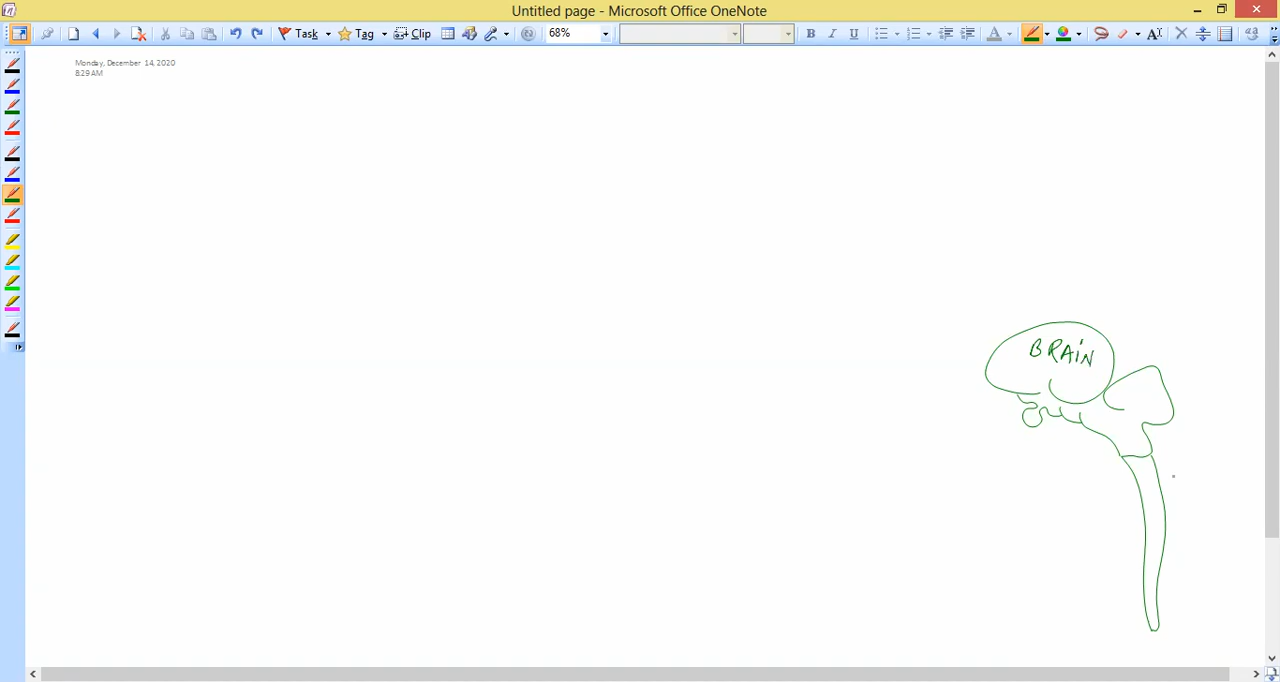 Untitled page - Microsoft Office OneNote
Task Tag Clip 68% B I U
Monday, December 14, 2020
8:29 AM
BRAiN